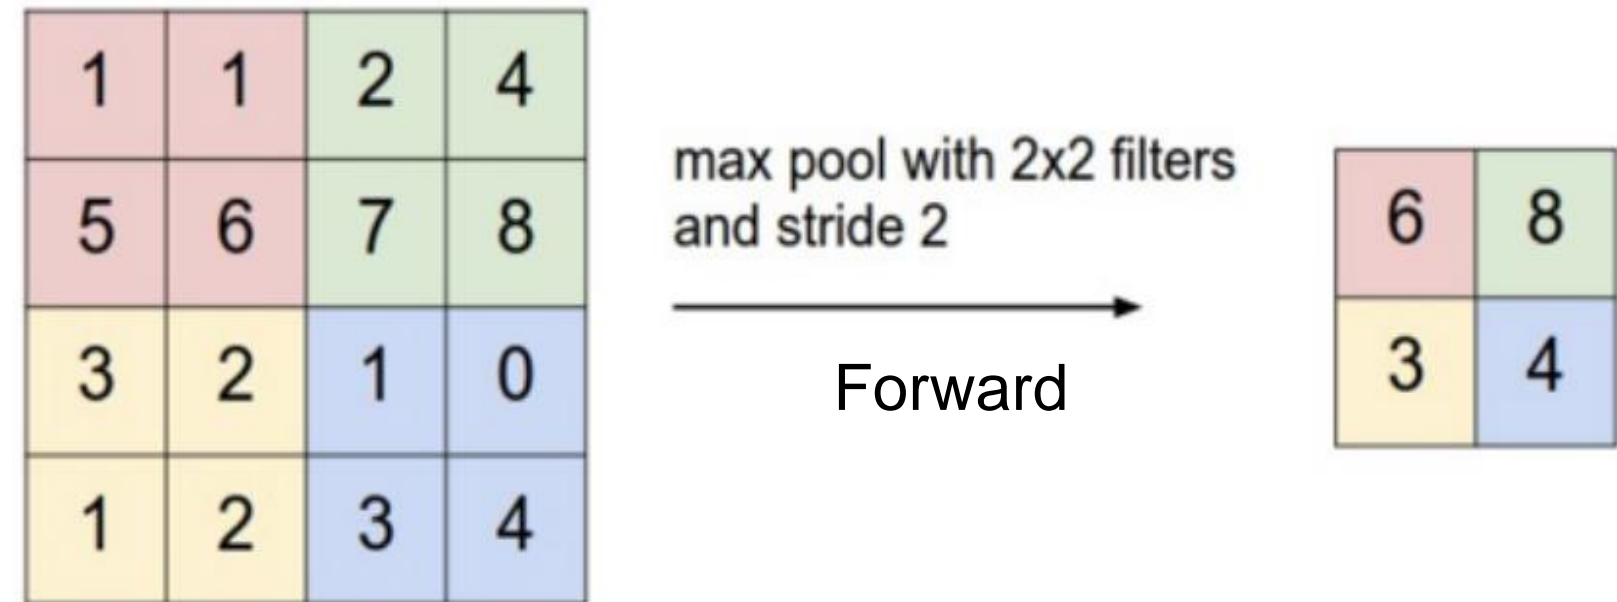 1 1 2 4
5 6 7 8
3 2 1 0
1 2 3 4
max pool with 2x2 filters
and stride 2
Forward
6 8
3 4